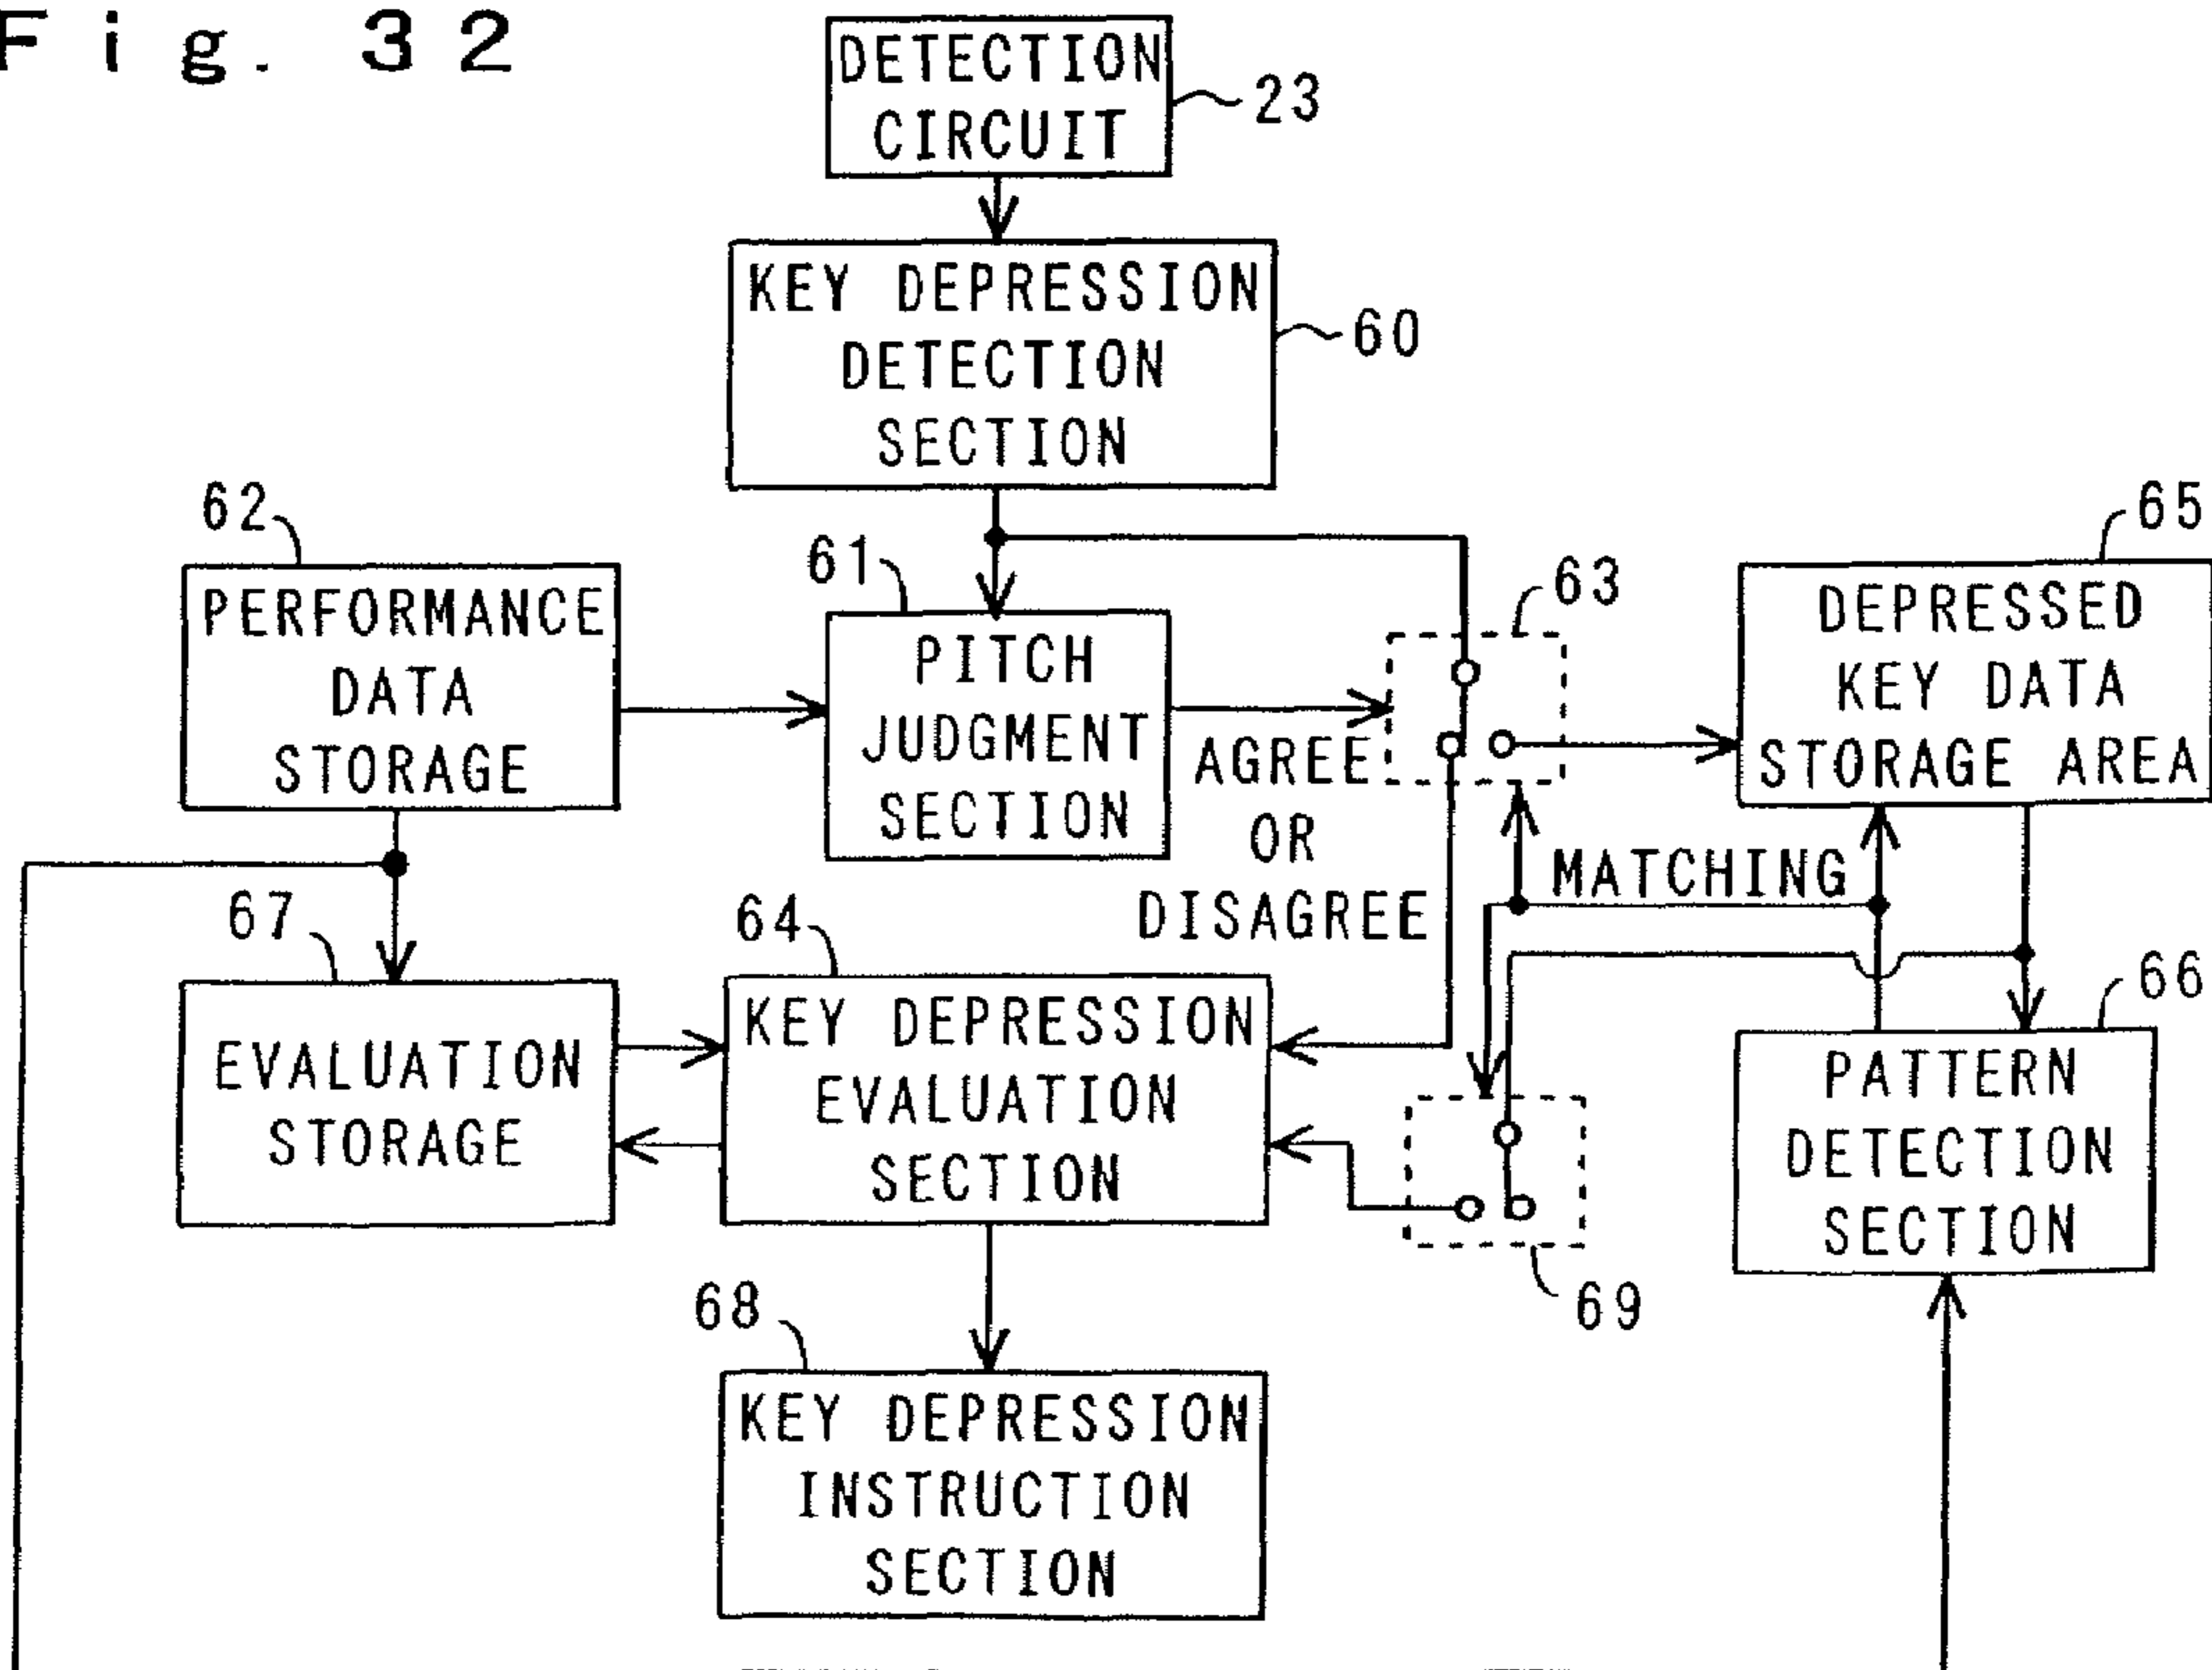 Fig. 32
DETECTION
CIRCUIT
23
KEY DEPRESSION
DETECTION
SECTION
60
62
PERFORMANCE
DATA
STORAGE
61
PITCH
JUDGMENT
SECTION
63
65
DEPRESSED
KEY DATA
STORAGE AREA
AGREE
OR
DISAGREE
MATCHING
67
EVALUATION
STORAGE
64
KEY DEPRESSION
EVALUATION
SECTION
66
PATTERN
DETECTION
SECTION
69
68
KEY DEPRESSION
INSTRUCTION
SECTION